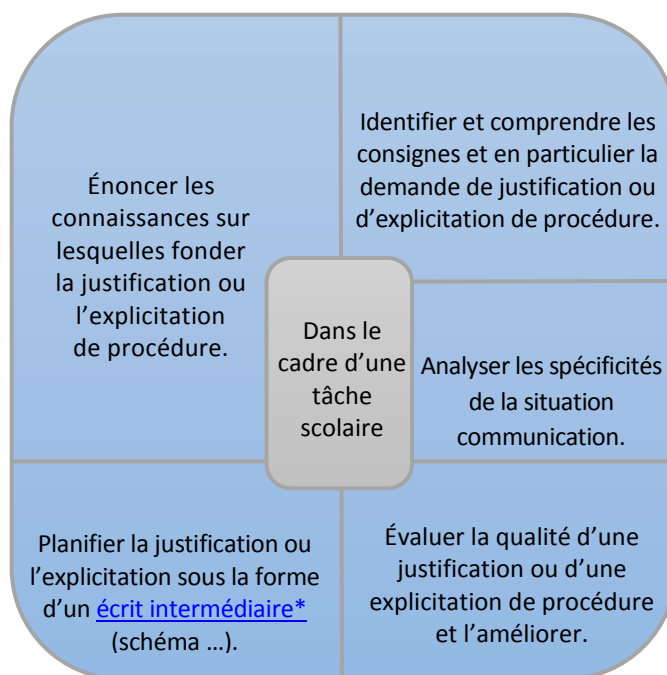 Énoncer les
connaissances sur
lesquelles fonder
la justification ou
l'explicitation
de procédure.
Identifier et comprendre les
consignes et en particulier la
demande de justification ou
d'explicitation de procédure.
Dans le
cadre d'une
tâche
scolaire
Analyser les spécificités
de la situation
communication.
Planifier la justification ou
l'explicitation sous la forme
d'un écrit intermédiaire*
(schéma …).
Évaluer la qualité d'une
justification ou d'une
explicitation de procédure
et l'améliorer.